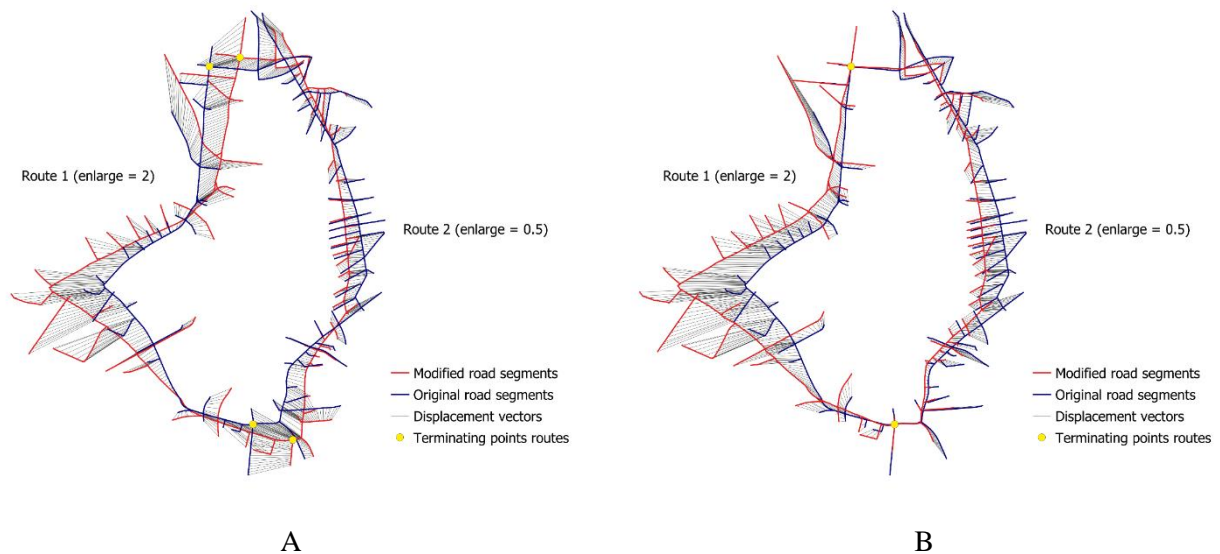 Route 1 (enlarge = 2)
Route 2 (enlarge = 0.5)
Modified road segments
Original road segments
Displacement vectors
Terminating points routes
A
Route 1 (enlarge = 2)
Route 2 (enlarge = 0.5)
Modified road segments
Original road segments
Displacement vectors
Terminating points routes
B